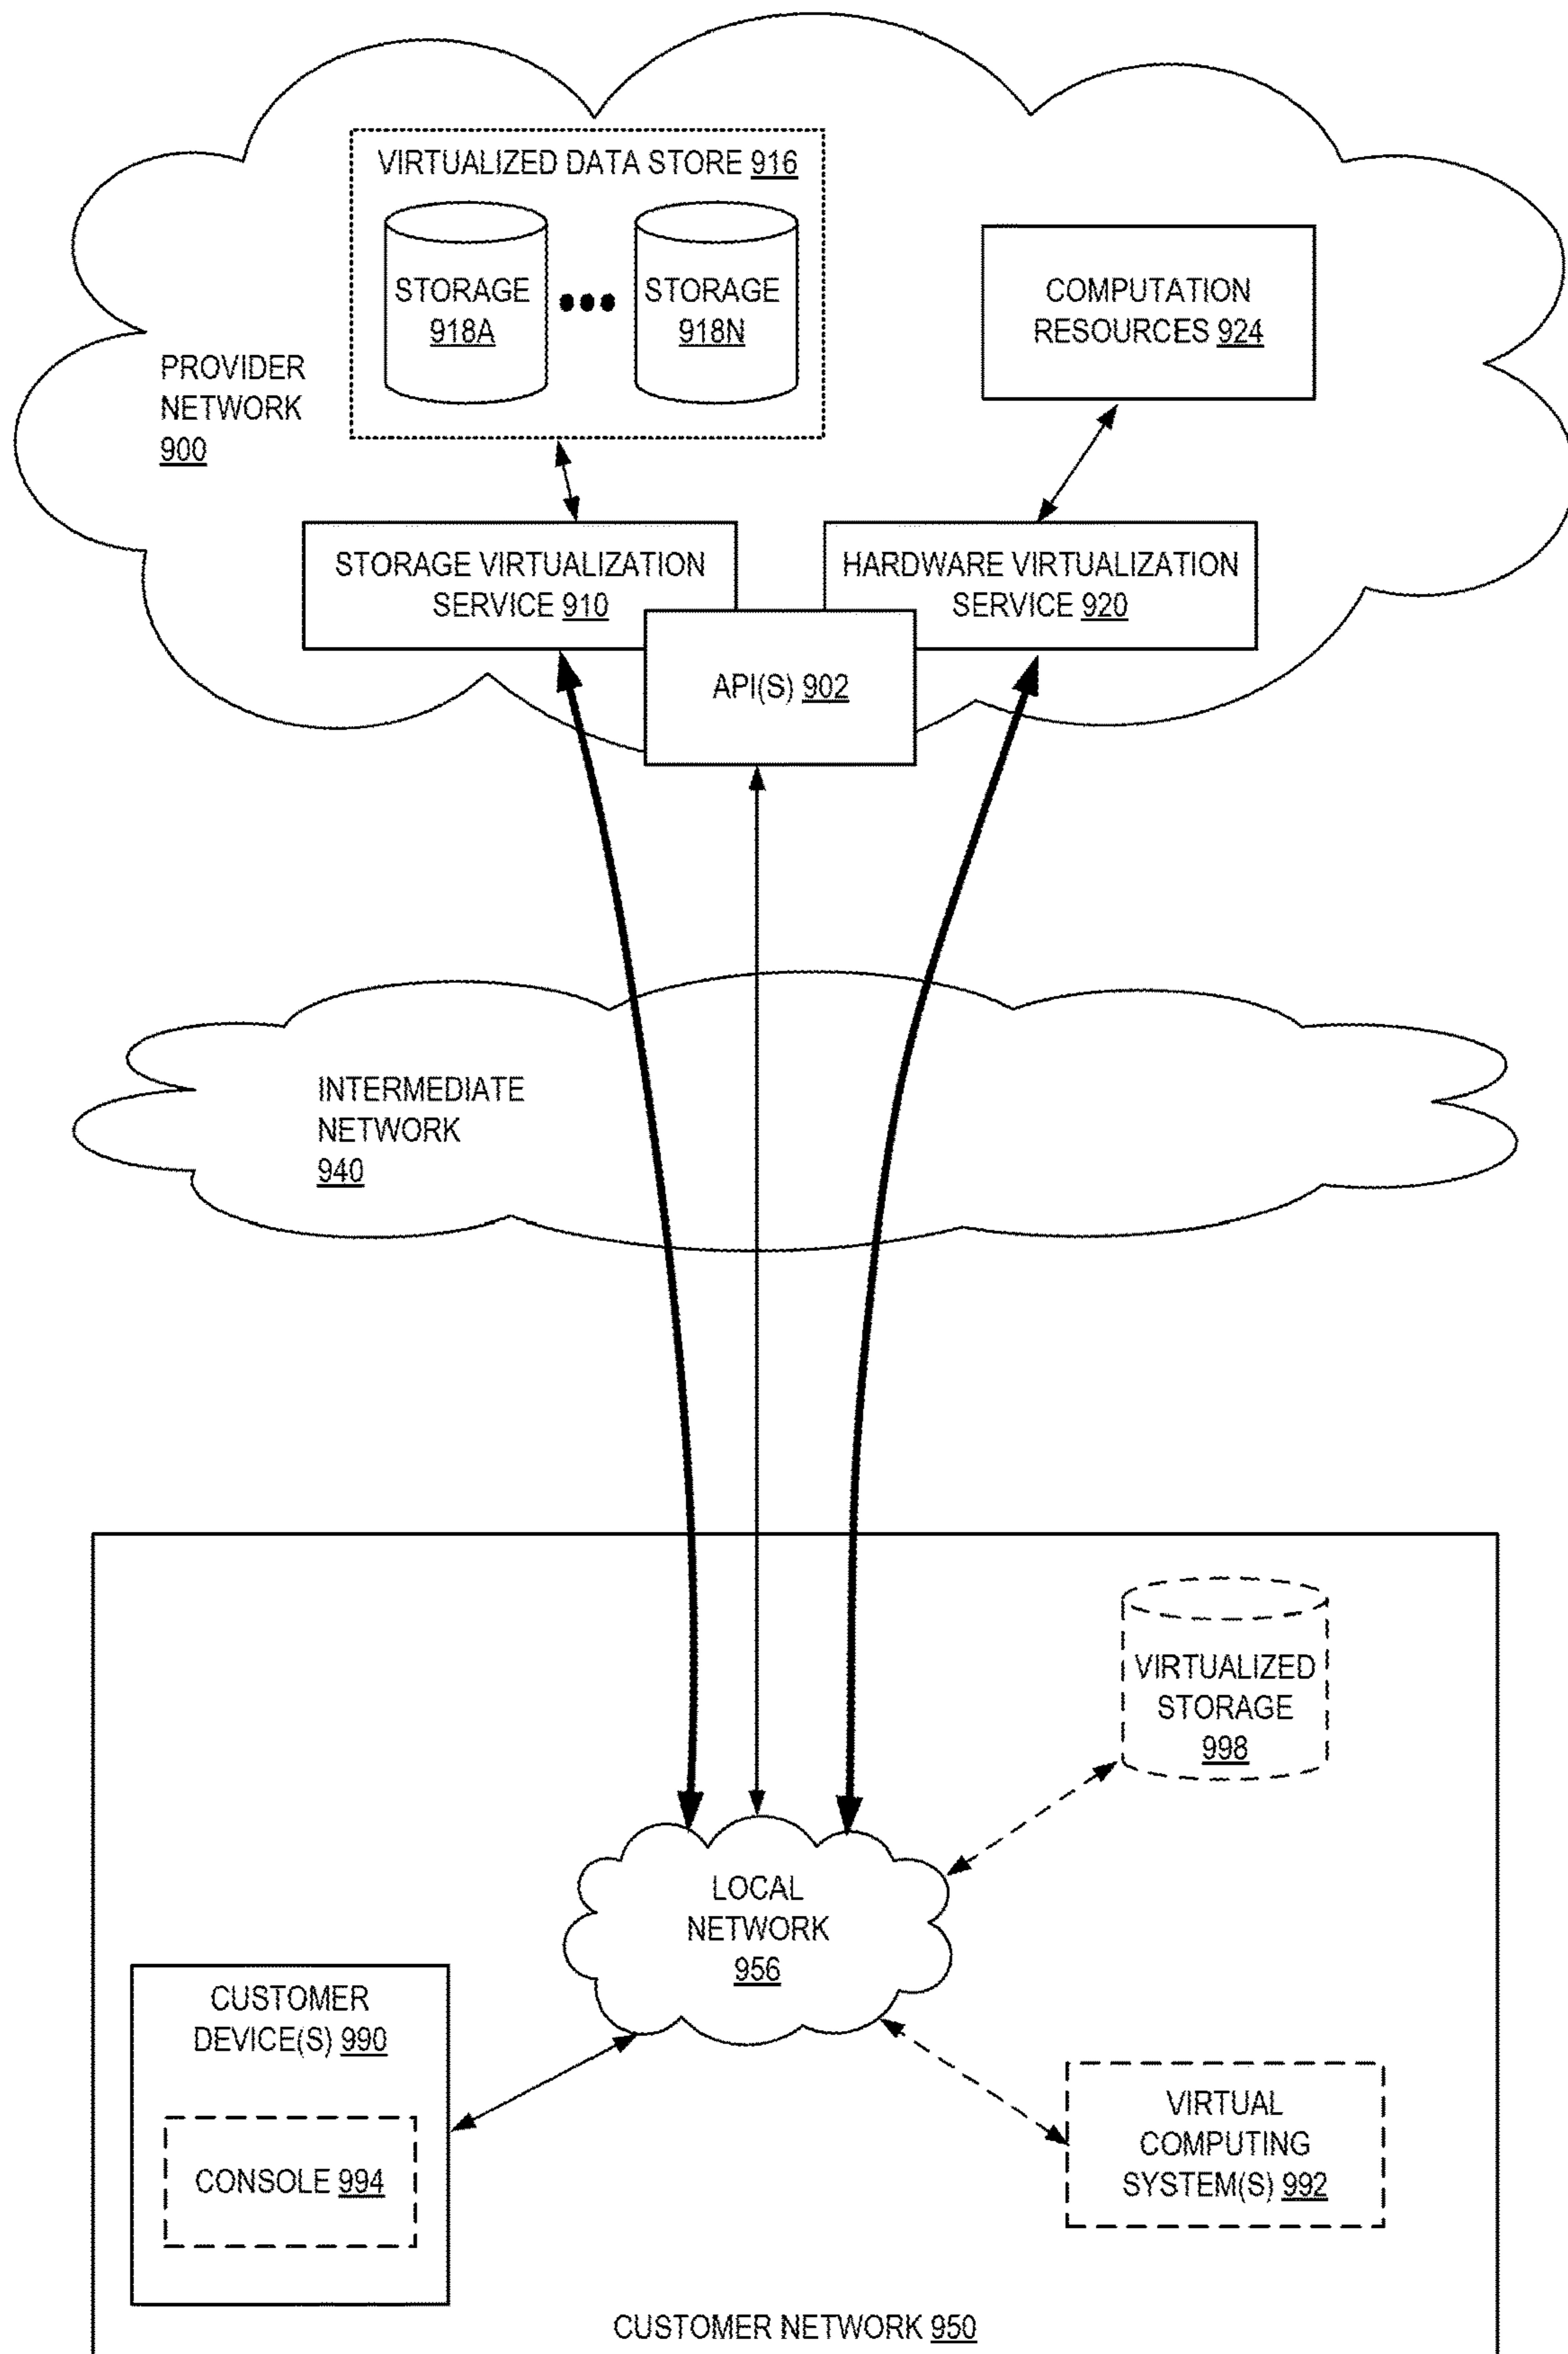 VIRTUALIZED DATA STORE 916
STORAGE
918A
STORAGE
918N
COMPUTATION
RESOURCES 924
PROVIDER
NETWORK
900
STORAGE VIRTUALIZATION
SERVICE 910
HARDWARE VIRTUALIZATION
SERVICE 920
API(S) 902
INTERMEDIATE
NETWORK
940
VIRTUALIZED
STORAGE
998
LOCAL
NETWORK
956
CUSTOMER
DEVICE(S) 990
CONSOLE 994
VIRTUAL
COMPUTING
SYSTEM(S) 992
CUSTOMER NETWORK 950